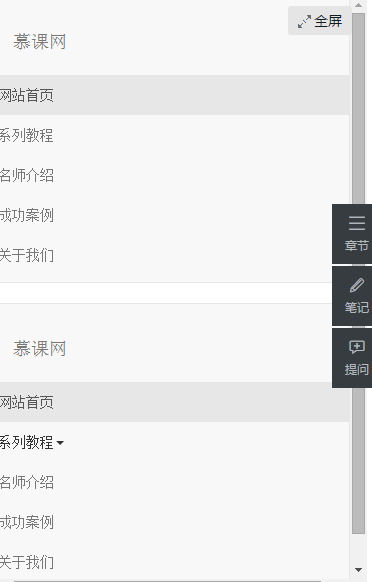 全屏
慕课网
网站首页
系列教程
名师介绍
成功案例
关于我们
章节
笔记
提问
慕课网
网站首页
系列教程
名师介绍
成功案例
关于我们